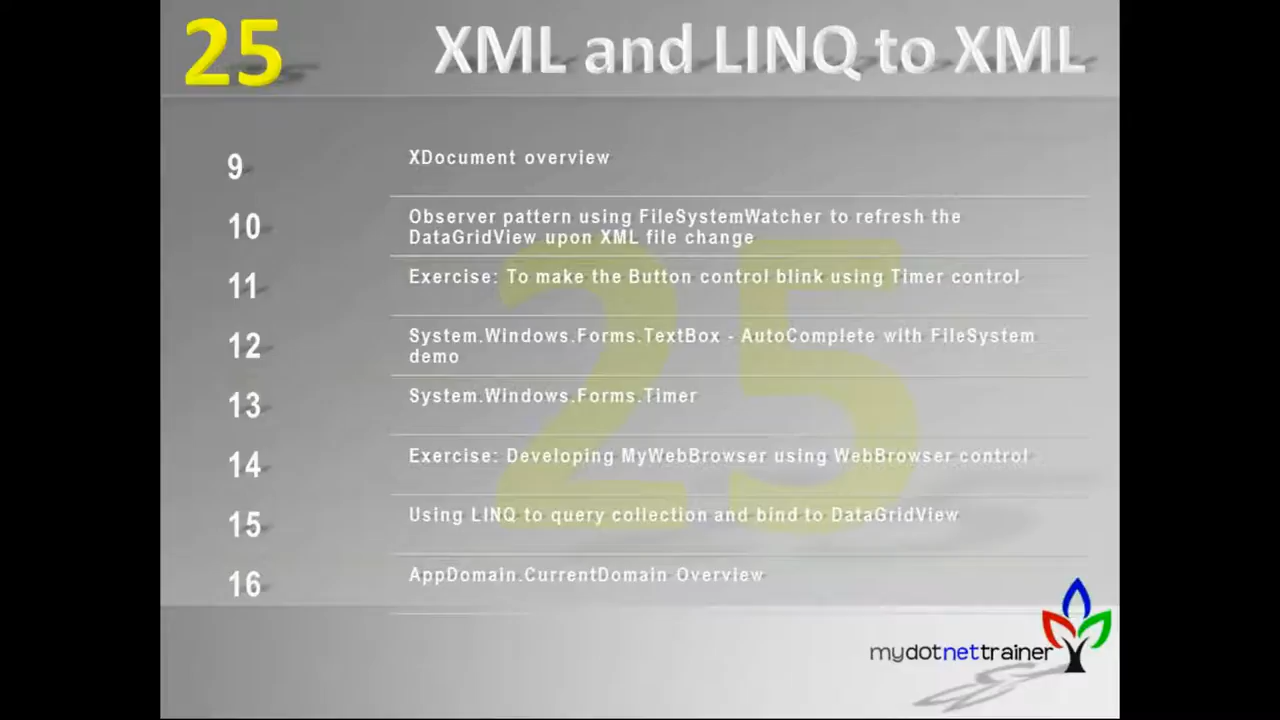 25
XML and LINQ to XML
9
XDocument overview
10
Observer pattern using FileSystemWatcher to refresh the
DataGridView upon XML file change
11
Exercise: To make the Button control blink using Timer control
12
System.Windows.Forms.TextBox - AutoComplete with FileSystem
demo
13
System.Windows.Forms.Timer
14
Exercise: Developing MyWebBrowser using WebBrowser control
15
Using LINQ to query collection and bind to DataGridView
16
AppDomain.CurrentDomain Overview
25
mydotnettrainer